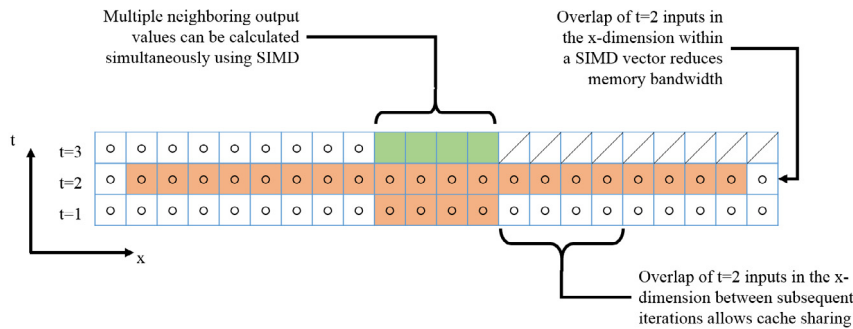 Multiple neighboring output
values can be calculated
simultaneously using SIMD
Overlap of t=2 inputs in
the x-dimension within
a SIMD vector reduces
memory bandwidth
t
t=3
t=2
t=1
x
Overlap of t=2 inputs in the x-
dimension between subsequent
iterations allows cache sharing